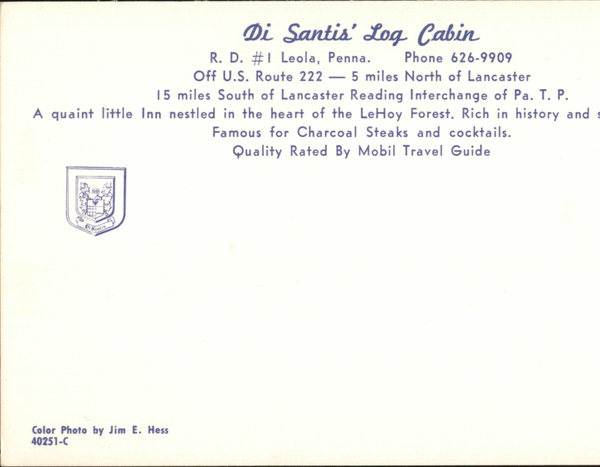 Di Santis' Log Cabin
R. D. #1 Leola, Penna. Phone 626-9909
Off U.S. Route 222 — 5 miles North of Lancaster
15 miles South of Lancaster Reading Interchange of Pa. T. P.
A quaint little Inn nestled in the heart of the LeHoy Forest. Rich in history and
Famous for Charcoal Steaks and cocktails.
Quality Rated By Mobil Travel Guide
Color Photo by Jim E. Hess
40251-C